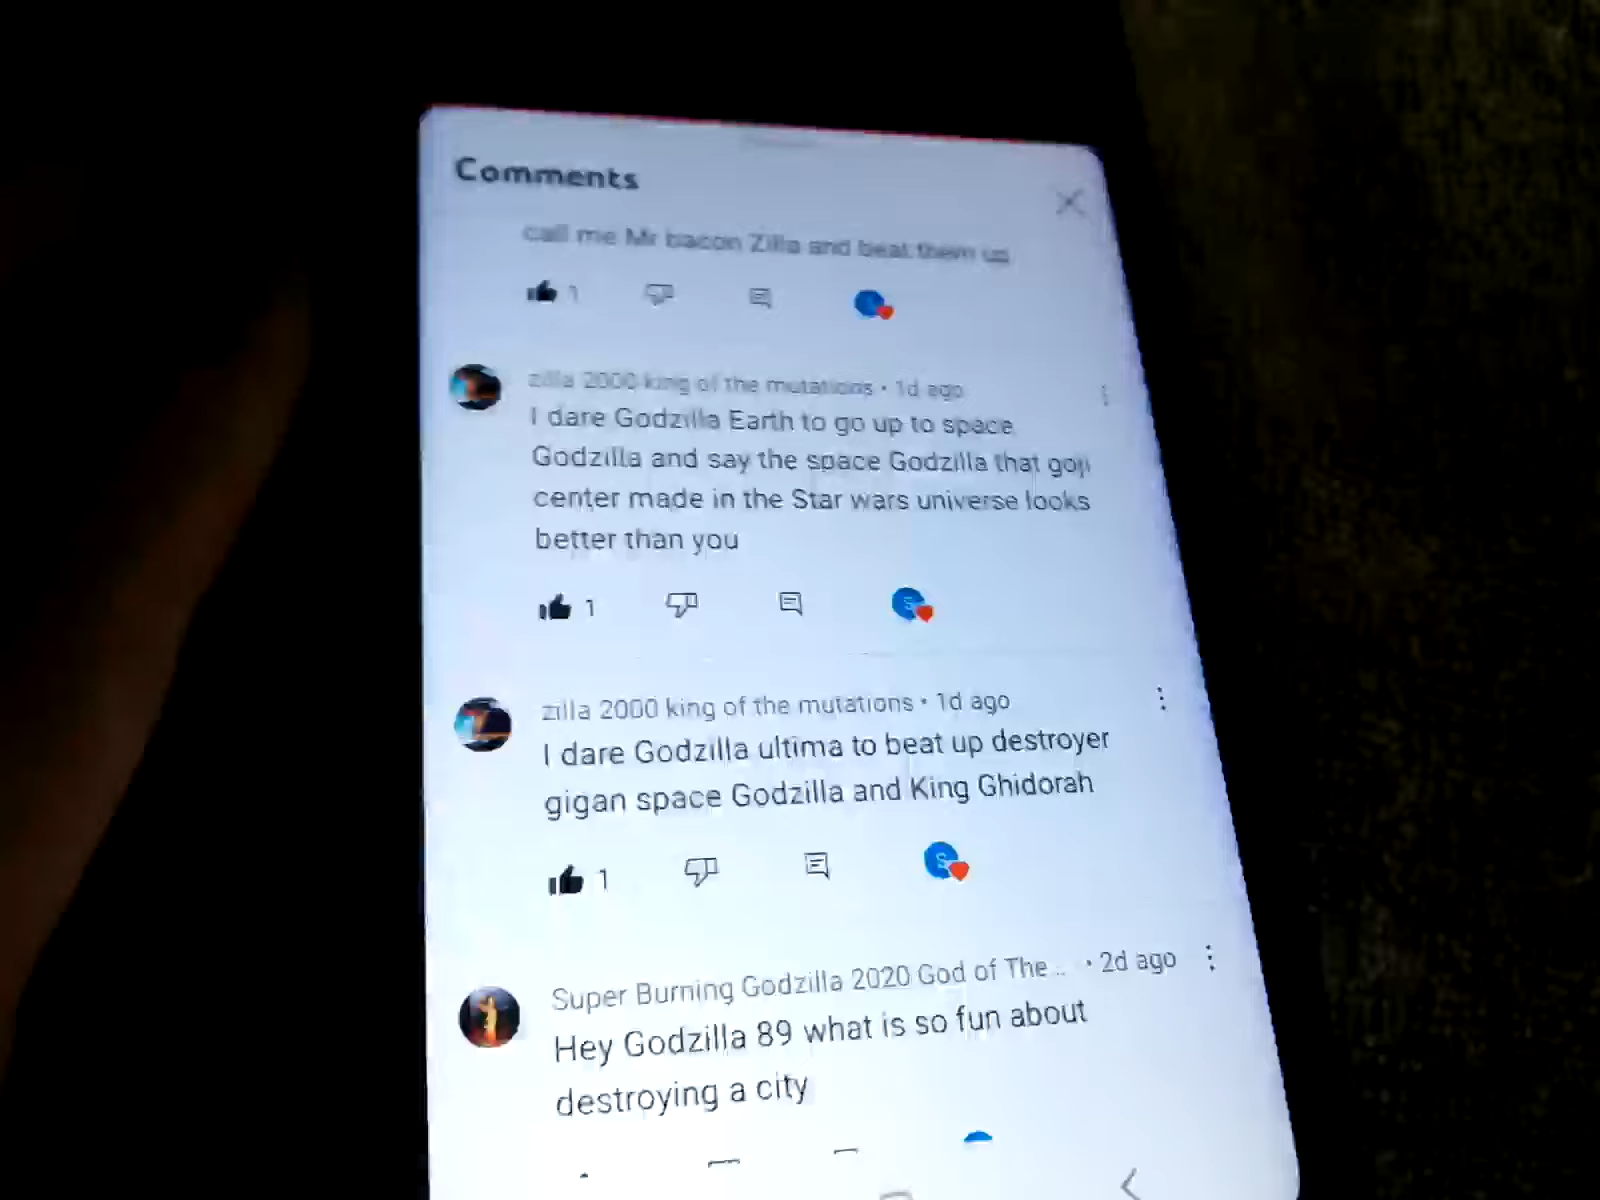 Comments
call me Mr bacon Zilla and beat them up
1
zilla 2000 king of the mutations • 1d ago
I dare Godzilla Earth to go up to space
Godzilla and say the space Godzilla that goji
center made in the Star wars universe looks
better than you
1
zilla 2000 king of the mutations • 1d ago
I dare Godzilla ultima to beat up destroyer
gigan space Godzilla and King Ghidorah
1
S
Super Burning Godzilla 2020 God of The... • 2d ago
Hey Godzilla 89 what is so fun about
destroying a city